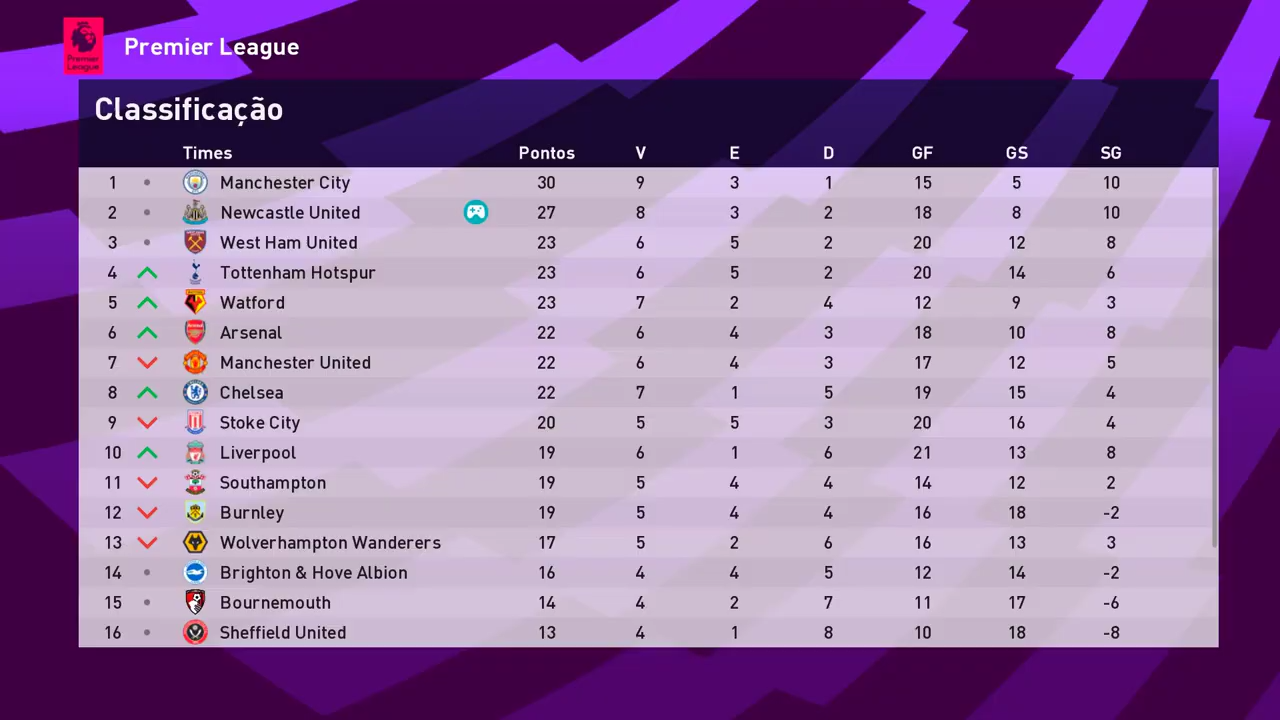 Premier League
Premier
League
Classificação
Times Pontos V E D GF GS SG
1 Manchester City 30 9 3 1 15 5 10
2 Newcastle United 27 8 3 2 18 8 10
3 West Ham United 23 6 5 2 20 12 8
4 Tottenham Hotspur 23 6 5 2 20 14 6
5 Watford 23 7 2 4 12 9 3
6 Arsenal 22 6 4 3 18 10 8
7 Manchester United 22 6 4 3 17 12 5
8 Chelsea 22 7 1 5 19 15 4
9 Stoke City 20 5 5 3 20 16 4
10 Liverpool 19 6 1 6 21 13 8
11 Southampton 19 5 4 4 14 12 2
12 Burnley 19 5 4 4 16 18 -2
13 Wolverhampton Wanderers 17 5 2 6 16 13 3
14 Brighton & Hove Albion 16 4 4 5 12 14 -2
15 Bournemouth 14 4 2 7 11 17 -6
16 Sheffield United 13 4 1 8 10 18 -8